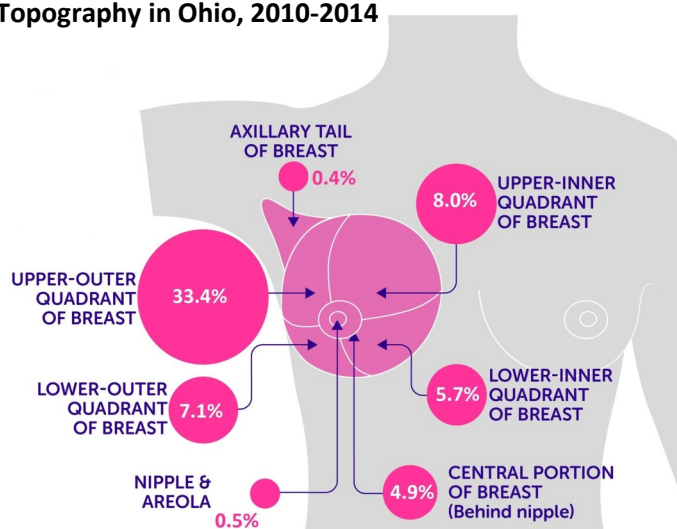 Topography in Ohio, 2010-2014
AXILLARY TAIL
OF BREAST
0.4%
8.0%
UPPER-INNER
QUADRANT
OF BREAST
UPPER-OUTER
QUADRANT
OF BREAST
33.4%
LOWER-OUTER
QUADRANT
OF BREAST
7.1%
5.7%
LOWER-INNER
QUADRANT
OF BREAST
NIPPLE &
AREOLA
0.5%
4.9%
CENTRAL PORTION
OF BREAST
(Behind nipple)